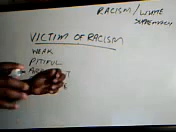 RACISM / WHITE
SUPREMACY
VICTIM OF RACISM
WEAK
PITIFUL